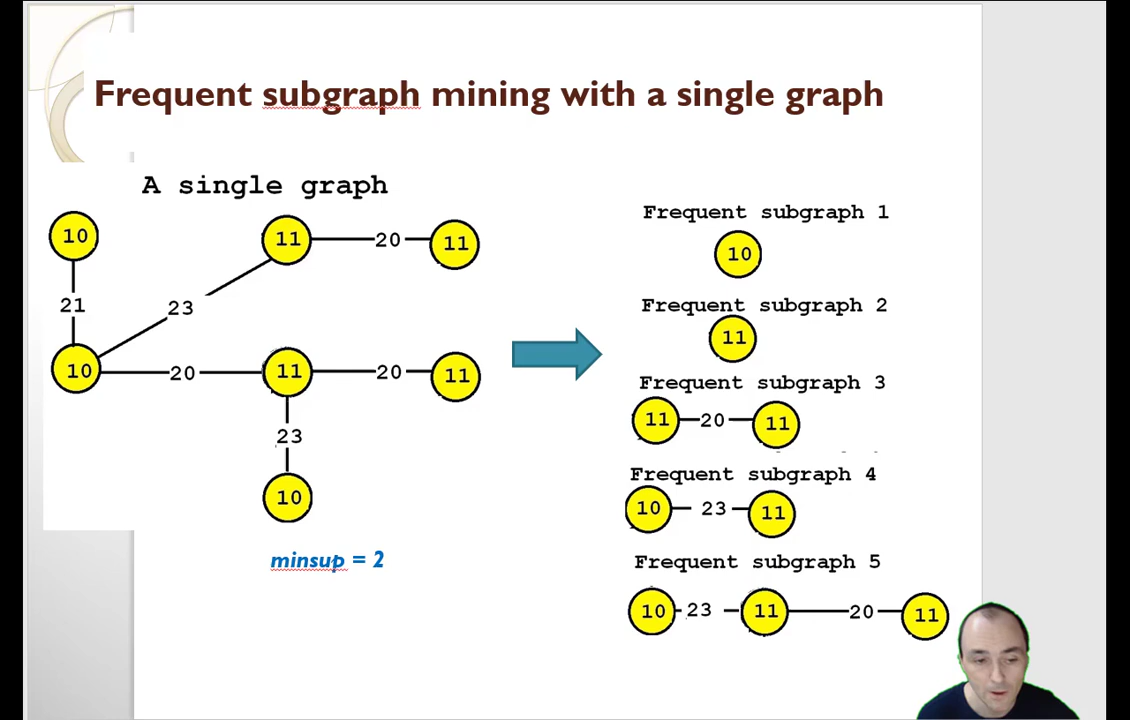 Frequent subgraph mining with a single graph
A single graph
10
11
20
11
21
23
10
20
11
20
11
23
10
minsup = 2
Frequent subgraph 1
10
Frequent subgraph 2
11
Frequent subgraph 3
11 20 11
Frequent subgraph 4
10 23 11
Frequent subgraph 5
10 23 11 20 11